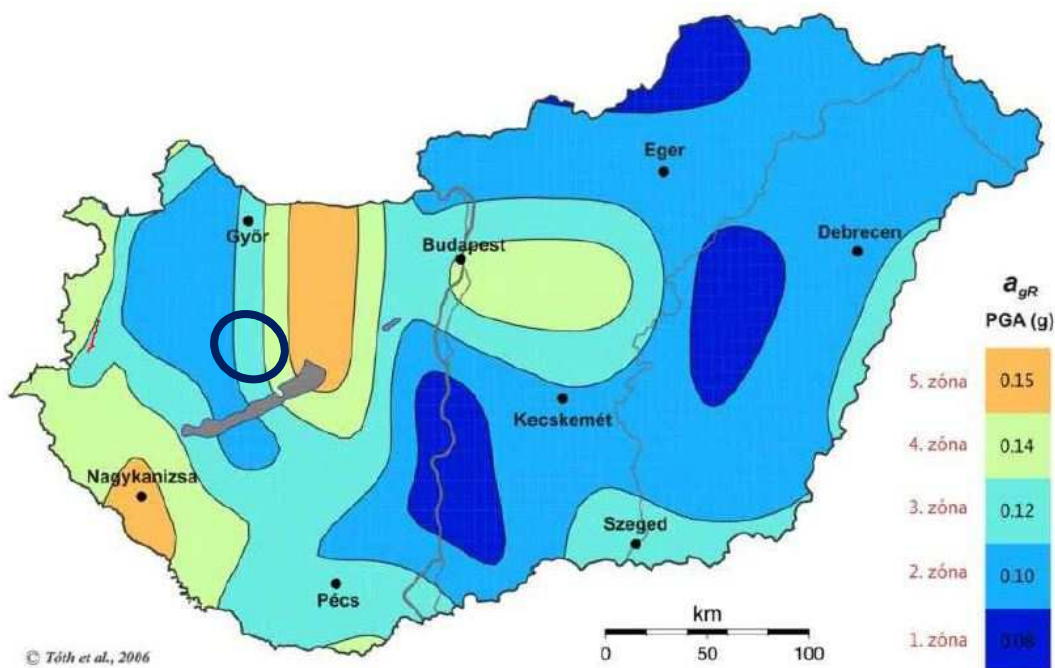 Eger
Győr
Budapest
Debrecen
a_gR
PGA (g)
5. zóna 0.15
Kecskemét
4. zóna 0.14
Nagykanizsa
3. zóna 0.12
Szeged
2. zóna 0.10
Pécs
km
1. zóna 0.08
0 50 100
© Tóth et al., 2006